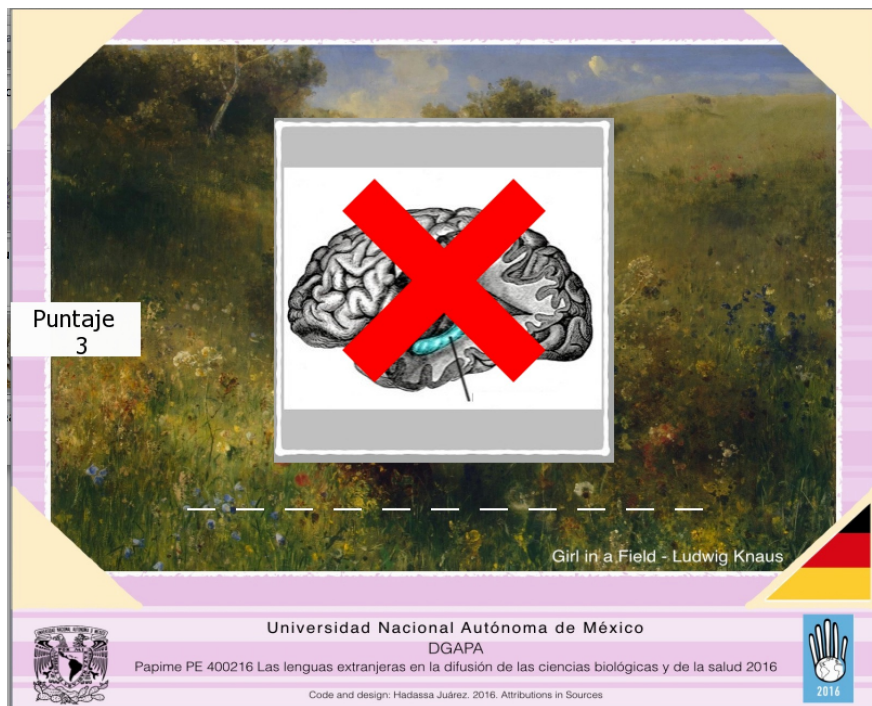 Puntaje
3
Girl in a Field - Ludwig Knaus
Universidad Nacional Autónoma de México
DGAPA
Papime PE 400216 Las lenguas extranjeras en la difusión de las ciencias biológicas y de la salud 2016
Code and design: Hadassa Juárez. 2016. Attributions in Sources
2016